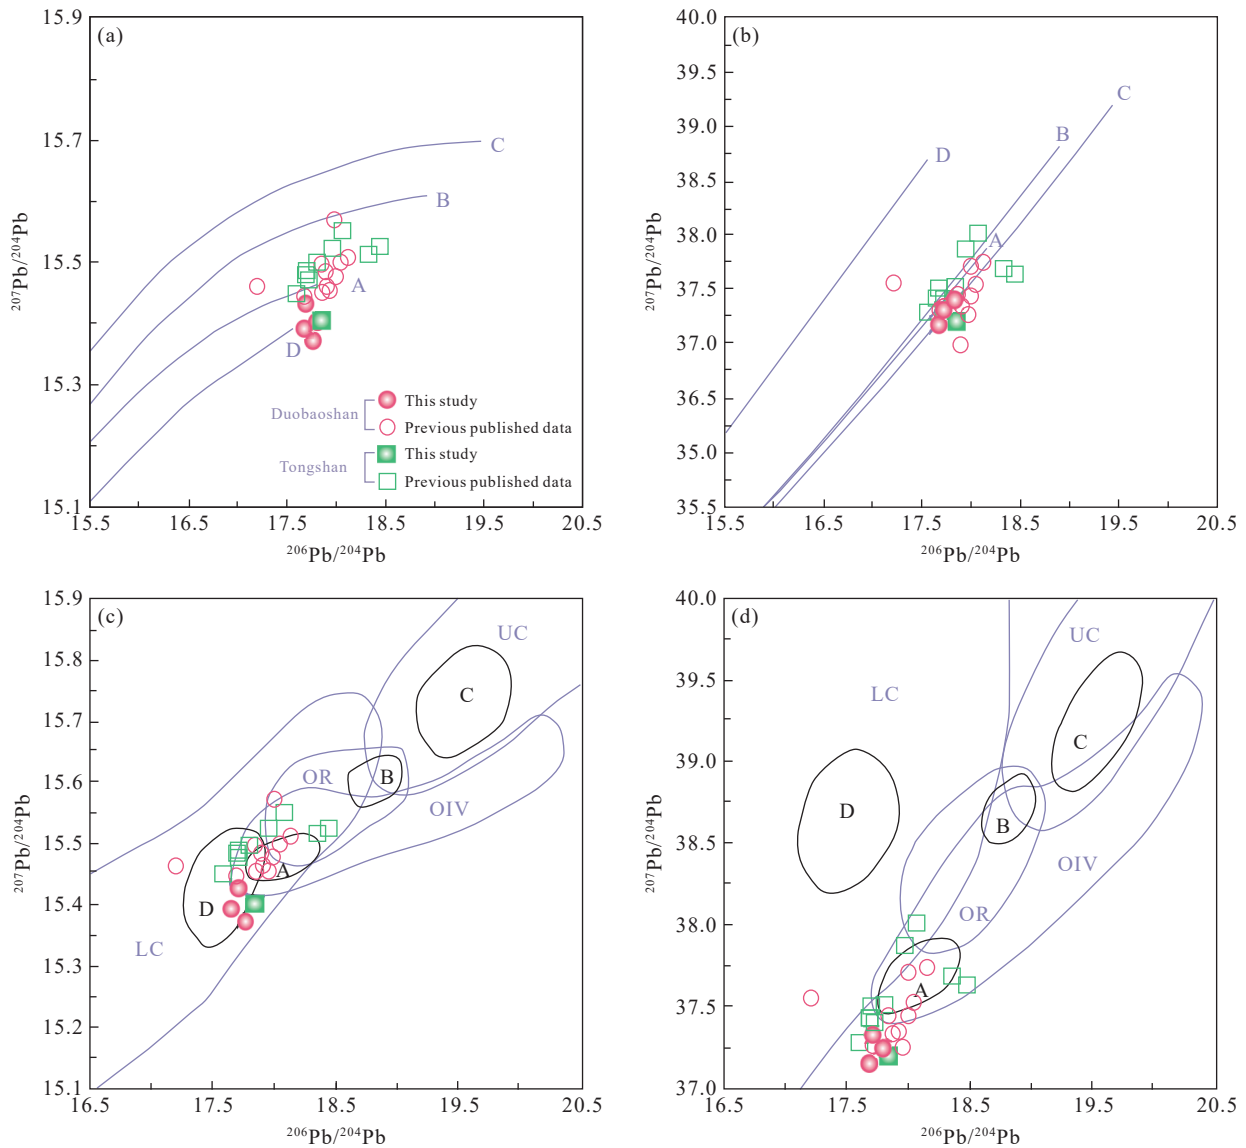 (a)
15.9
15.7
15.5
15.3
15.1
15.5
16.5
17.5
18.5
19.5
20.5
207Pb/204Pb
206Pb/204Pb
C
B
A
D
Duobaoshan
This study
Previous published data
Tongshan
This study
Previous published data
(b)
40.0
39.5
39.0
38.5
38.0
37.5
37.0
36.5
35.0
35.5
15.5
16.5
17.5
18.5
19.5
20.5
207Pb/204Pb
206Pb/204Pb
C
B
D
A
(c)
15.9
15.8
15.7
15.6
15.5
15.4
15.3
15.2
15.1
16.5
17.5
18.5
19.5
20.5
207Pb/204Pb
206Pb/204Pb
UC
C
B
OR
OIV
A
D
LC
(d)
40.0
39.5
39.0
38.5
38.0
37.5
37.0
16.5
17.5
18.5
19.5
20.5
207Pb/204Pb
206Pb/204Pb
UC
LC
C
D
B
OIV
OR
A